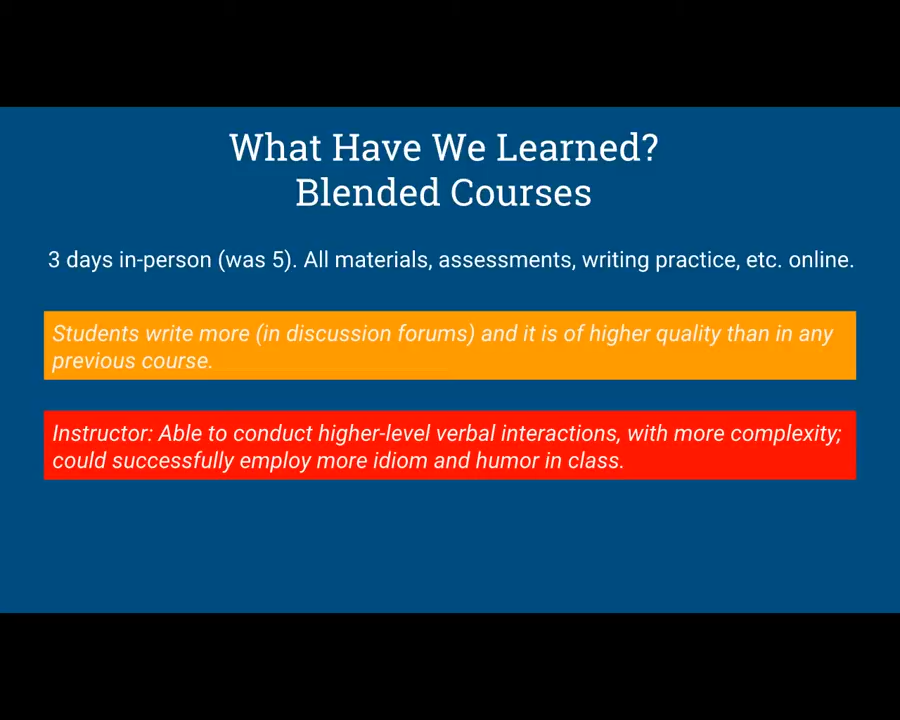 What Have We Learned?
Blended Courses
3 days in-person (was 5). All materials, assessments, writing practice, etc. online.
Students write more (in discussion forums) and it is of higher quality than in any
previous course.
Instructor: Able to conduct higher-level verbal interactions, with more complexity;
could successfully employ more idiom and humor in class.